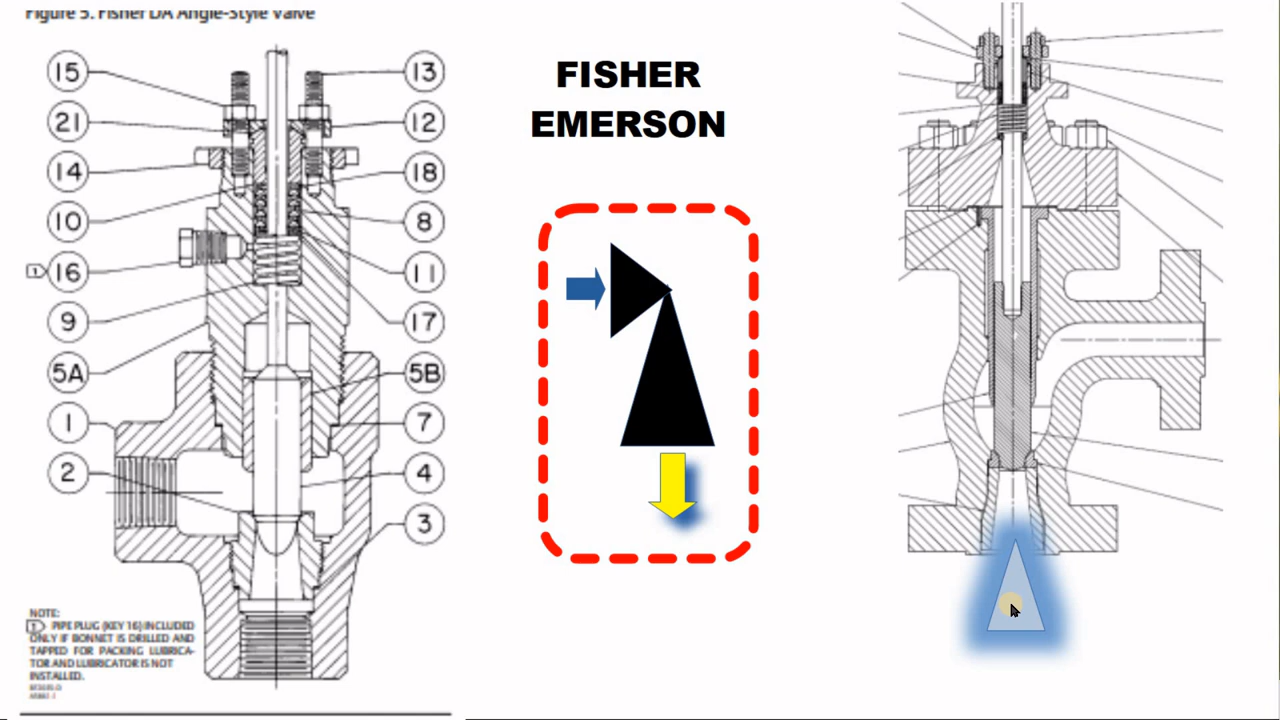 Figure 5. Fisher DA Angle-Style Valve
15
21
14
10
1 16
9
5A
1
2
13
12
18
8
11
17
5B
7
4
3
NOTE:
1 PIPE PLUG (KEY 16) INCLUDED
ONLY IF BONNET IS DRILLED AND
TAPPED FOR PACKING LUBRICA-
TOR AND LUBRICATOR IS NOT
INSTALLED.
FISHER
EMERSON